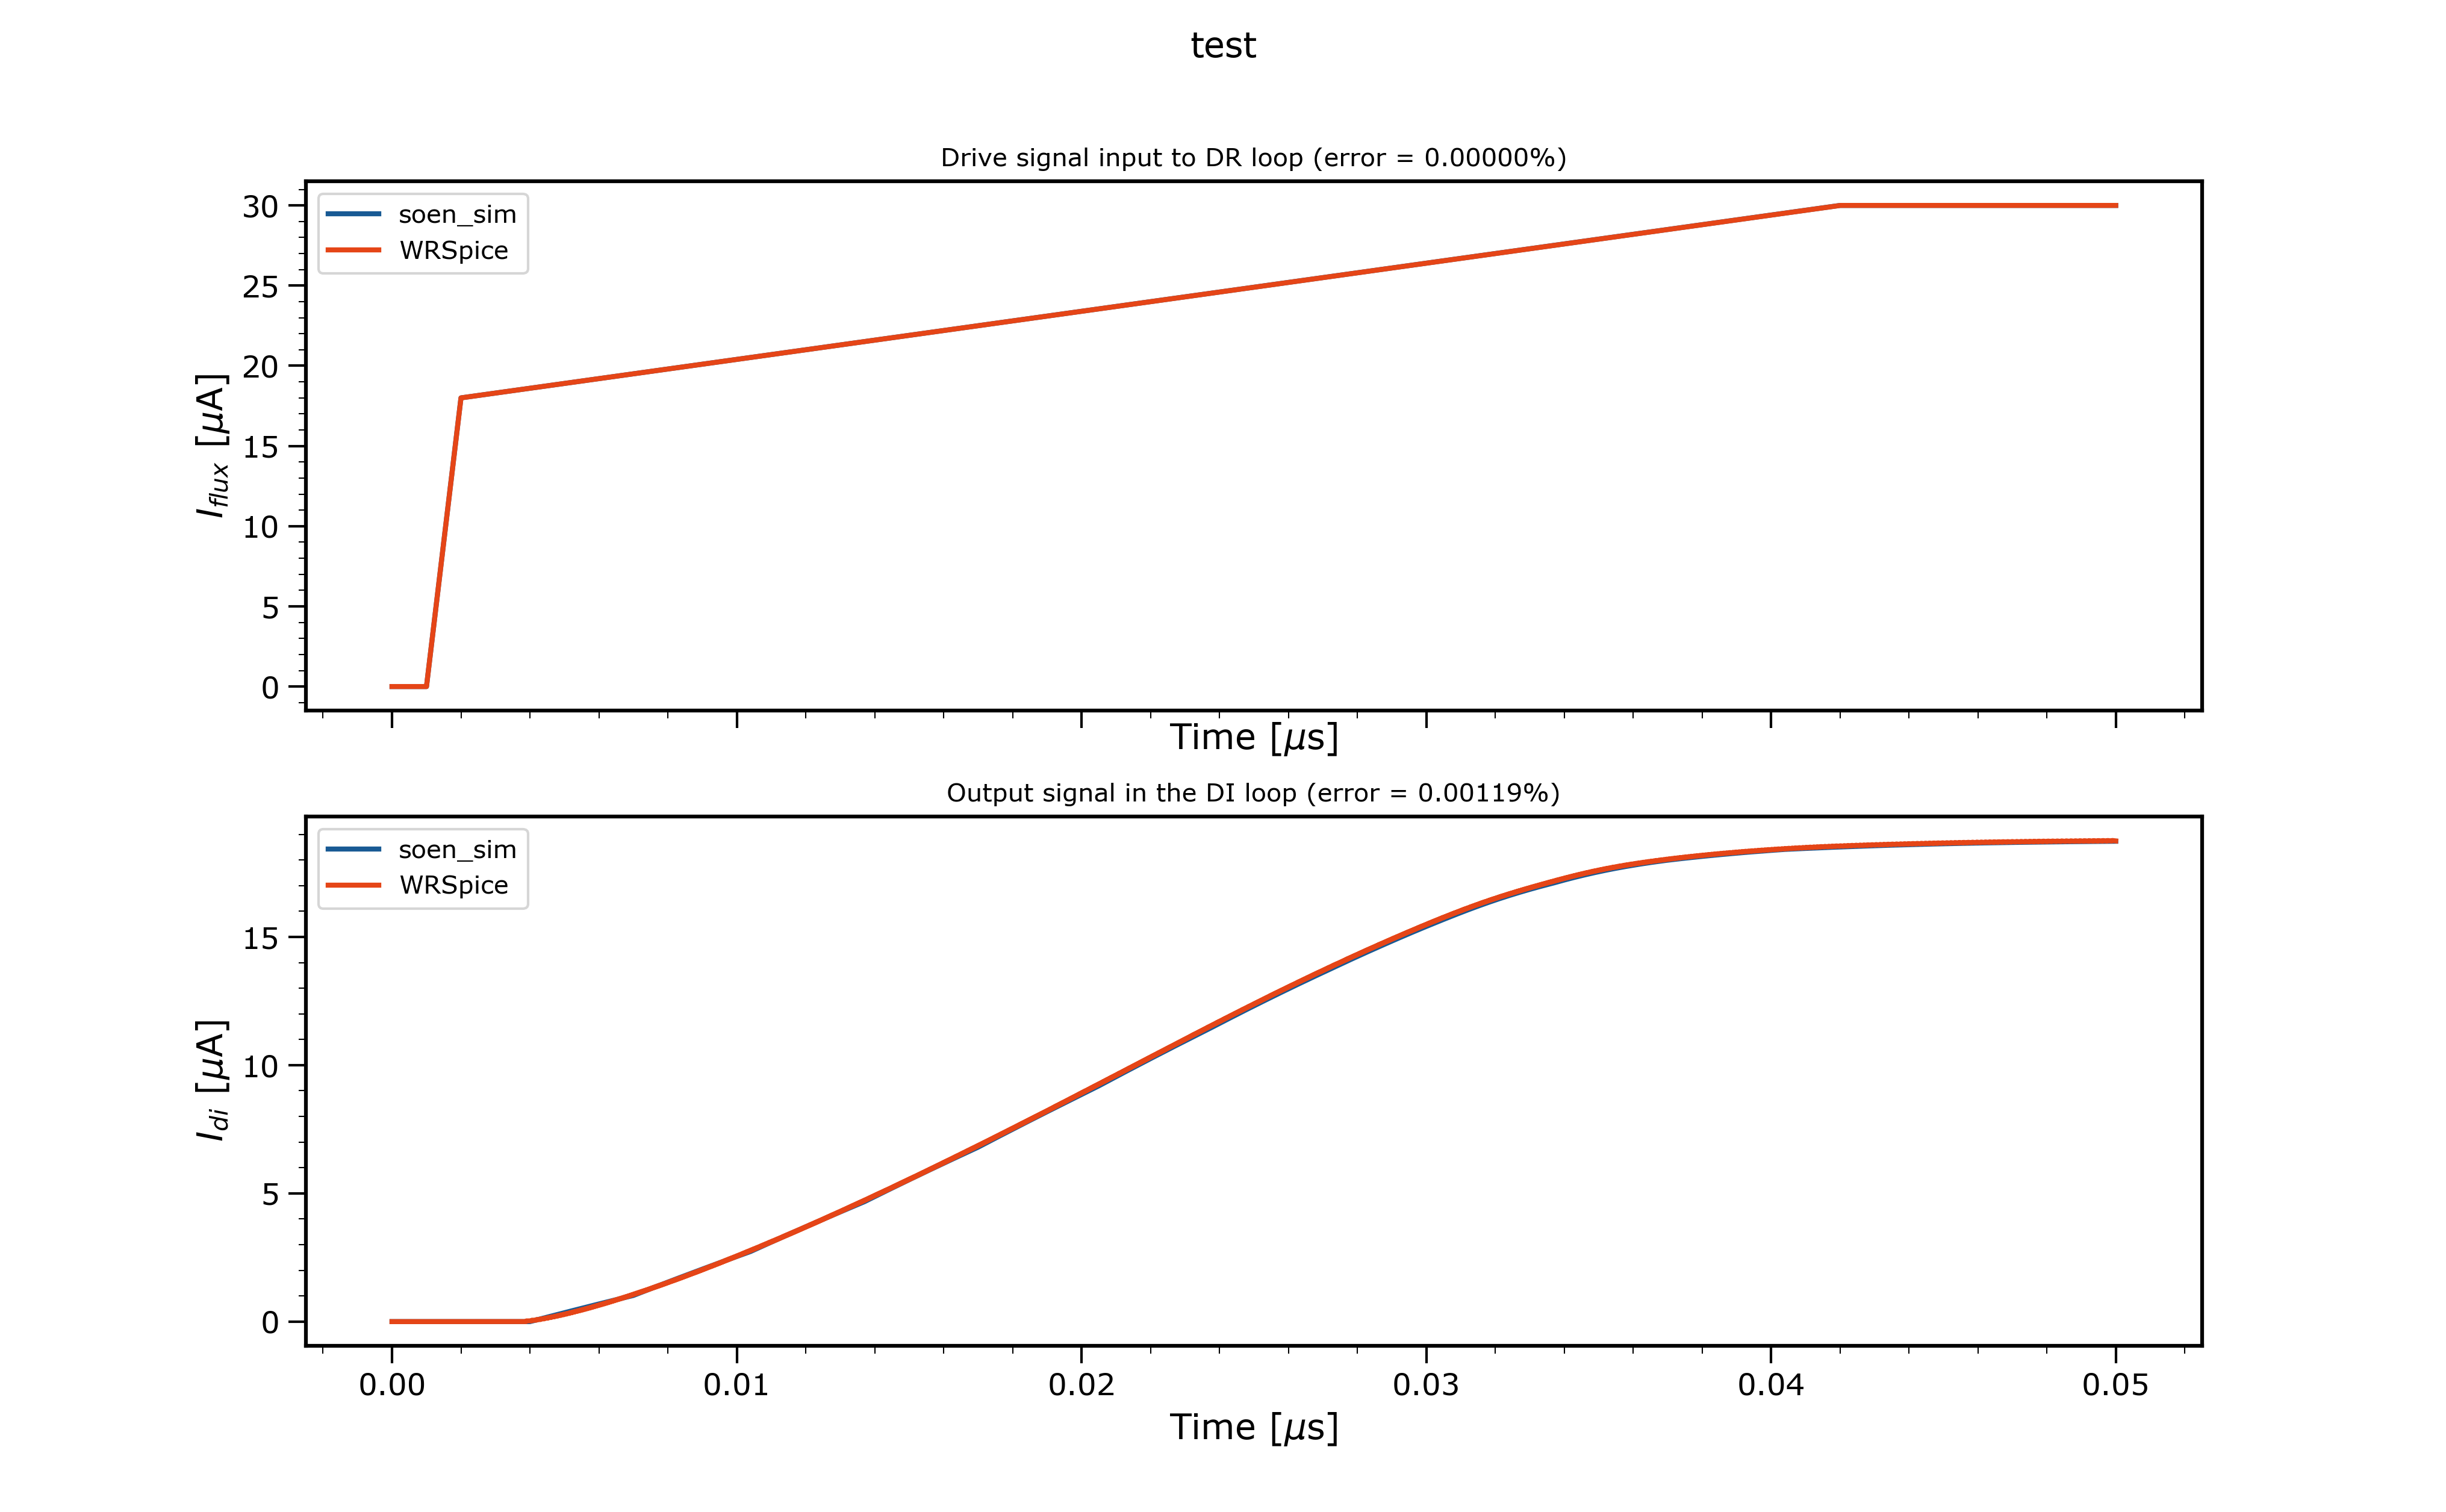 test
Drive signal input to DR loop (error = 0.00000%)
soen_sim
WRSpice
30
25
20
15
10
5
0
I_flux [μA]
Time [μs]
Output signal in the DI loop (error = 0.00119%)
soen_sim
WRSpice
15
10
5
0
I_di [μA]
0.00 0.01 0.02 0.03 0.04 0.05
Time [μs]